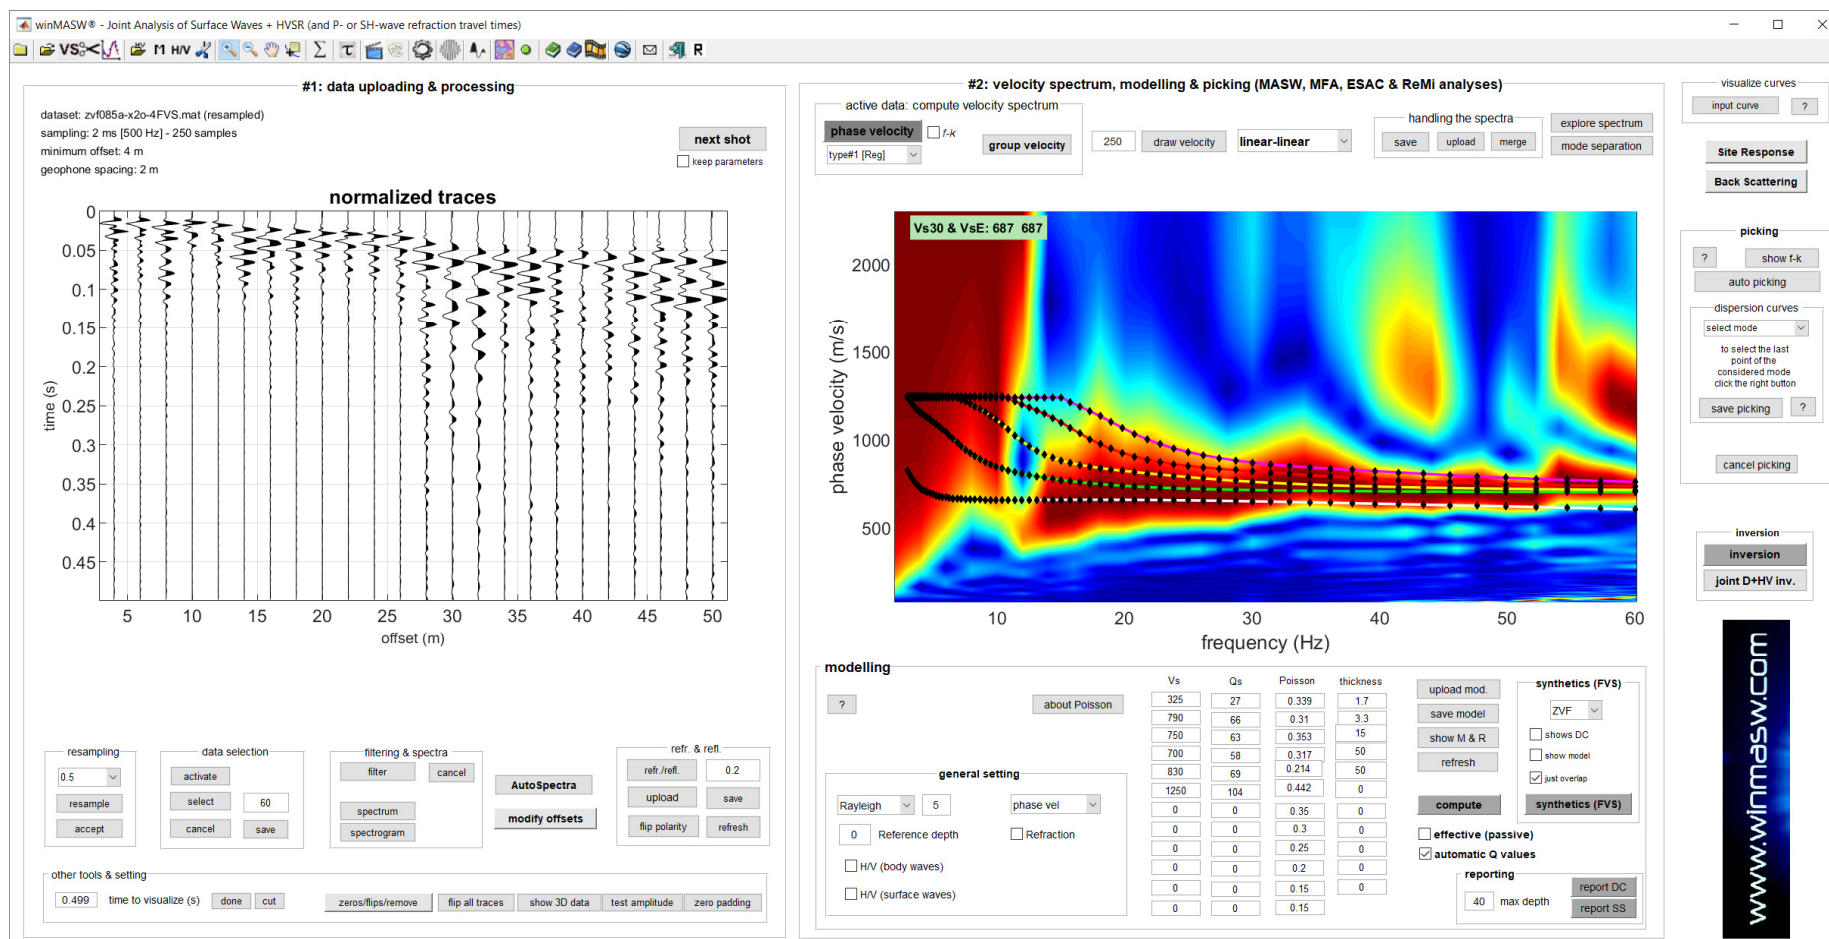 winMASW® - Joint Analysis of Surface Waves + HVSR (and P- or SH-wave refraction travel times)
VS M H/V Σ τ R
#1: data uploading & processing
dataset: zvf085a-x2o-4FVS.mat (resampled)
sampling: 2 ms [500 Hz] - 250 samples
minimum offset: 4 m
geophone spacing: 2 m
next shot
keep parameters
normalized traces
0
0.05
0.1
0.15
0.2
0.25
0.3
0.35
0.4
0.45
time (s)
5 10 15 20 25 30 35 40 45 50
offset (m)
resampling
0.5
resample
accept
data selection
activate
select 60
cancel save
filtering & spectra
filter cancel
spectrum
spectrogram
AutoSpectra
modify offsets
refr. & refl.
refr./refl. 0.2
upload save
flip polarity refresh
other tools & setting
0.499 time to visualize (s) done cut zeros/flips/remove flip all traces show 3D data test amplitude zero padding
#2: velocity spectrum, modelling & picking (MASW, MFA, ESAC & ReMi analyses)
active data: compute velocity spectrum
phase velocity f-k
type#1 [Reg]
group velocity
250 draw velocity linear-linear
handling the spectra
save upload merge
explore spectrum
mode separation
Vs30 & VsE: 687 687
2000
1500
1000
500
phase velocity (m/s)
10 20 30 40 50 60
frequency (Hz)
modelling
? about Poisson
general setting
Rayleigh 5 phase vel
0 Reference depth Refraction
H/V (body waves)
H/V (surface waves)
Vs Qs Poisson thickness
325 27 0.339 1.7
790 66 0.31 3.3
750 63 0.353 15
700 58 0.317 50
830 69 0.214 50
1250 104 0.442 0
0 0 0.35 0
0 0 0.3 0
0 0 0.25 0
0 0 0.2 0
0 0 0.15 0
0 0 0.15
upload mod.
save model
show M & R
refresh
compute
synthetics (FVS)
ZVF
shows DC
show model
just overlap
synthetics (FVS)
effective (passive)
automatic Q values
reporting
40 max depth
report DC
report SS
visualize curves
input curve ?
Site Response
Back Scattering
picking
? show f-k
auto picking
dispersion curves
select mode
to select the last
point of the
considered mode
click the right button
save picking ?
cancel picking
inversion
inversion
joint D+HV inv.
www.winmasw.com